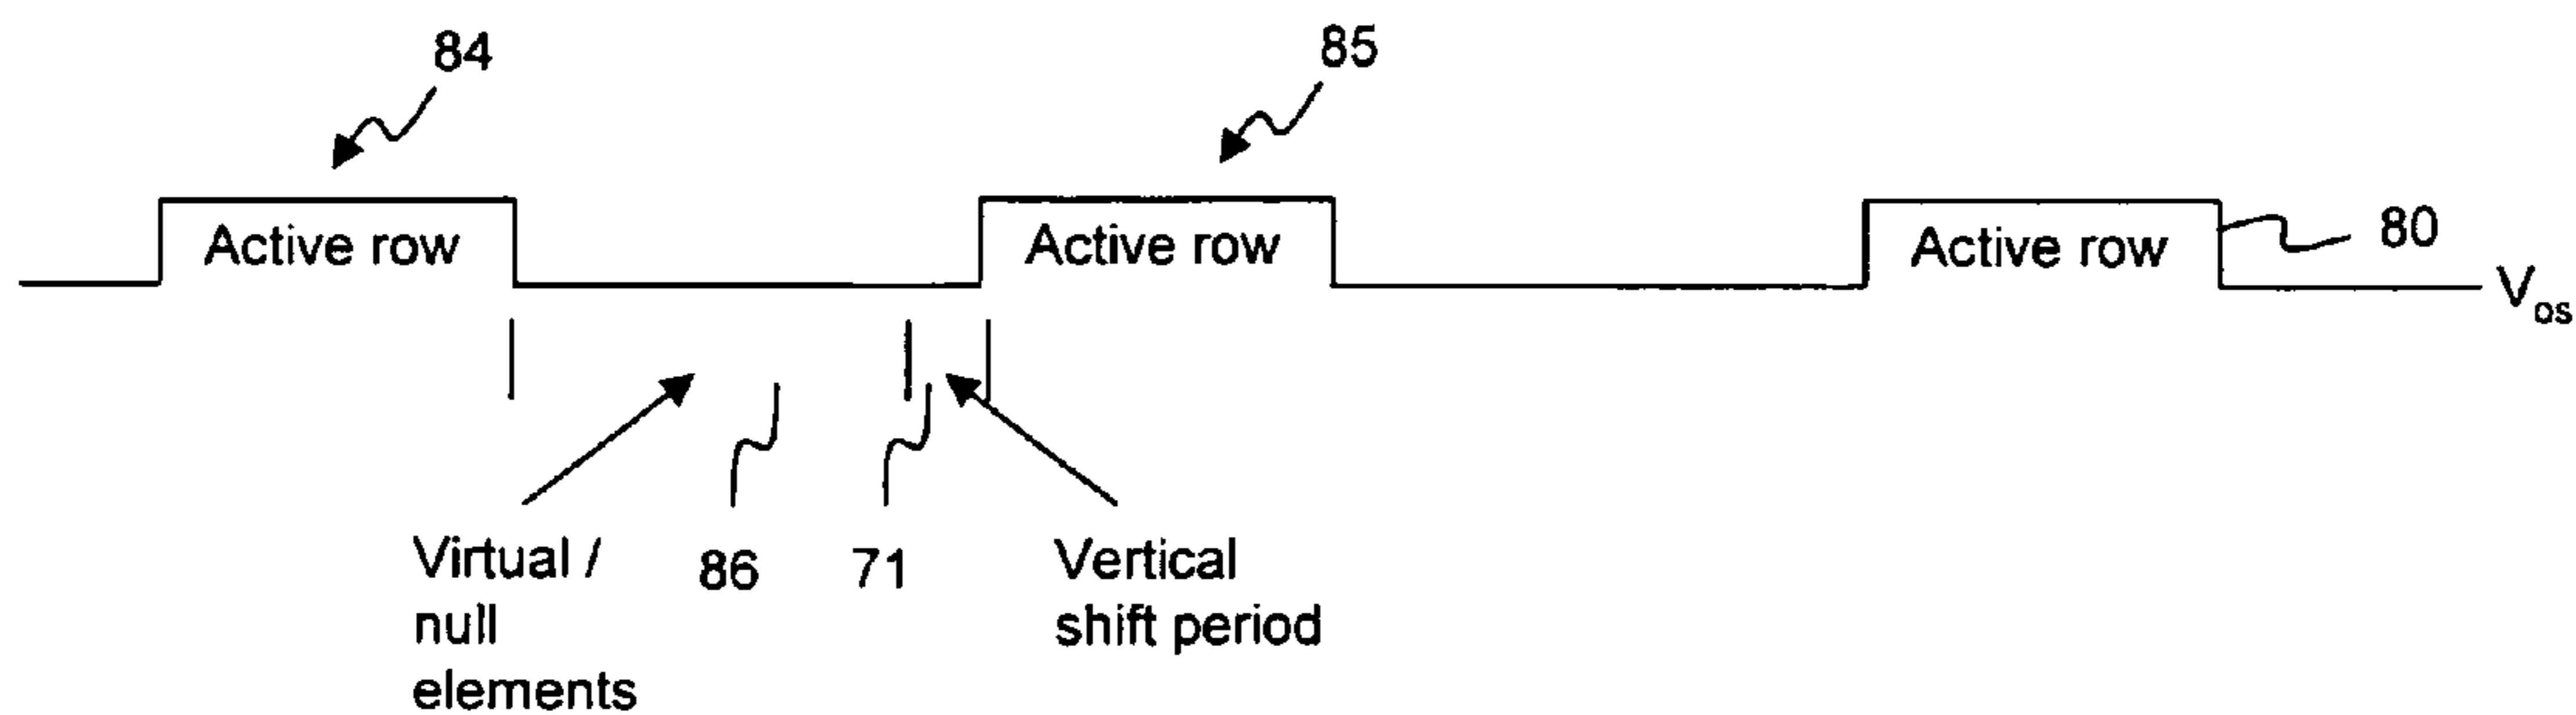 84
85
Active row
Active row
Active row
80
Vos
Virtual /
null
elements
86
71
Vertical
shift period